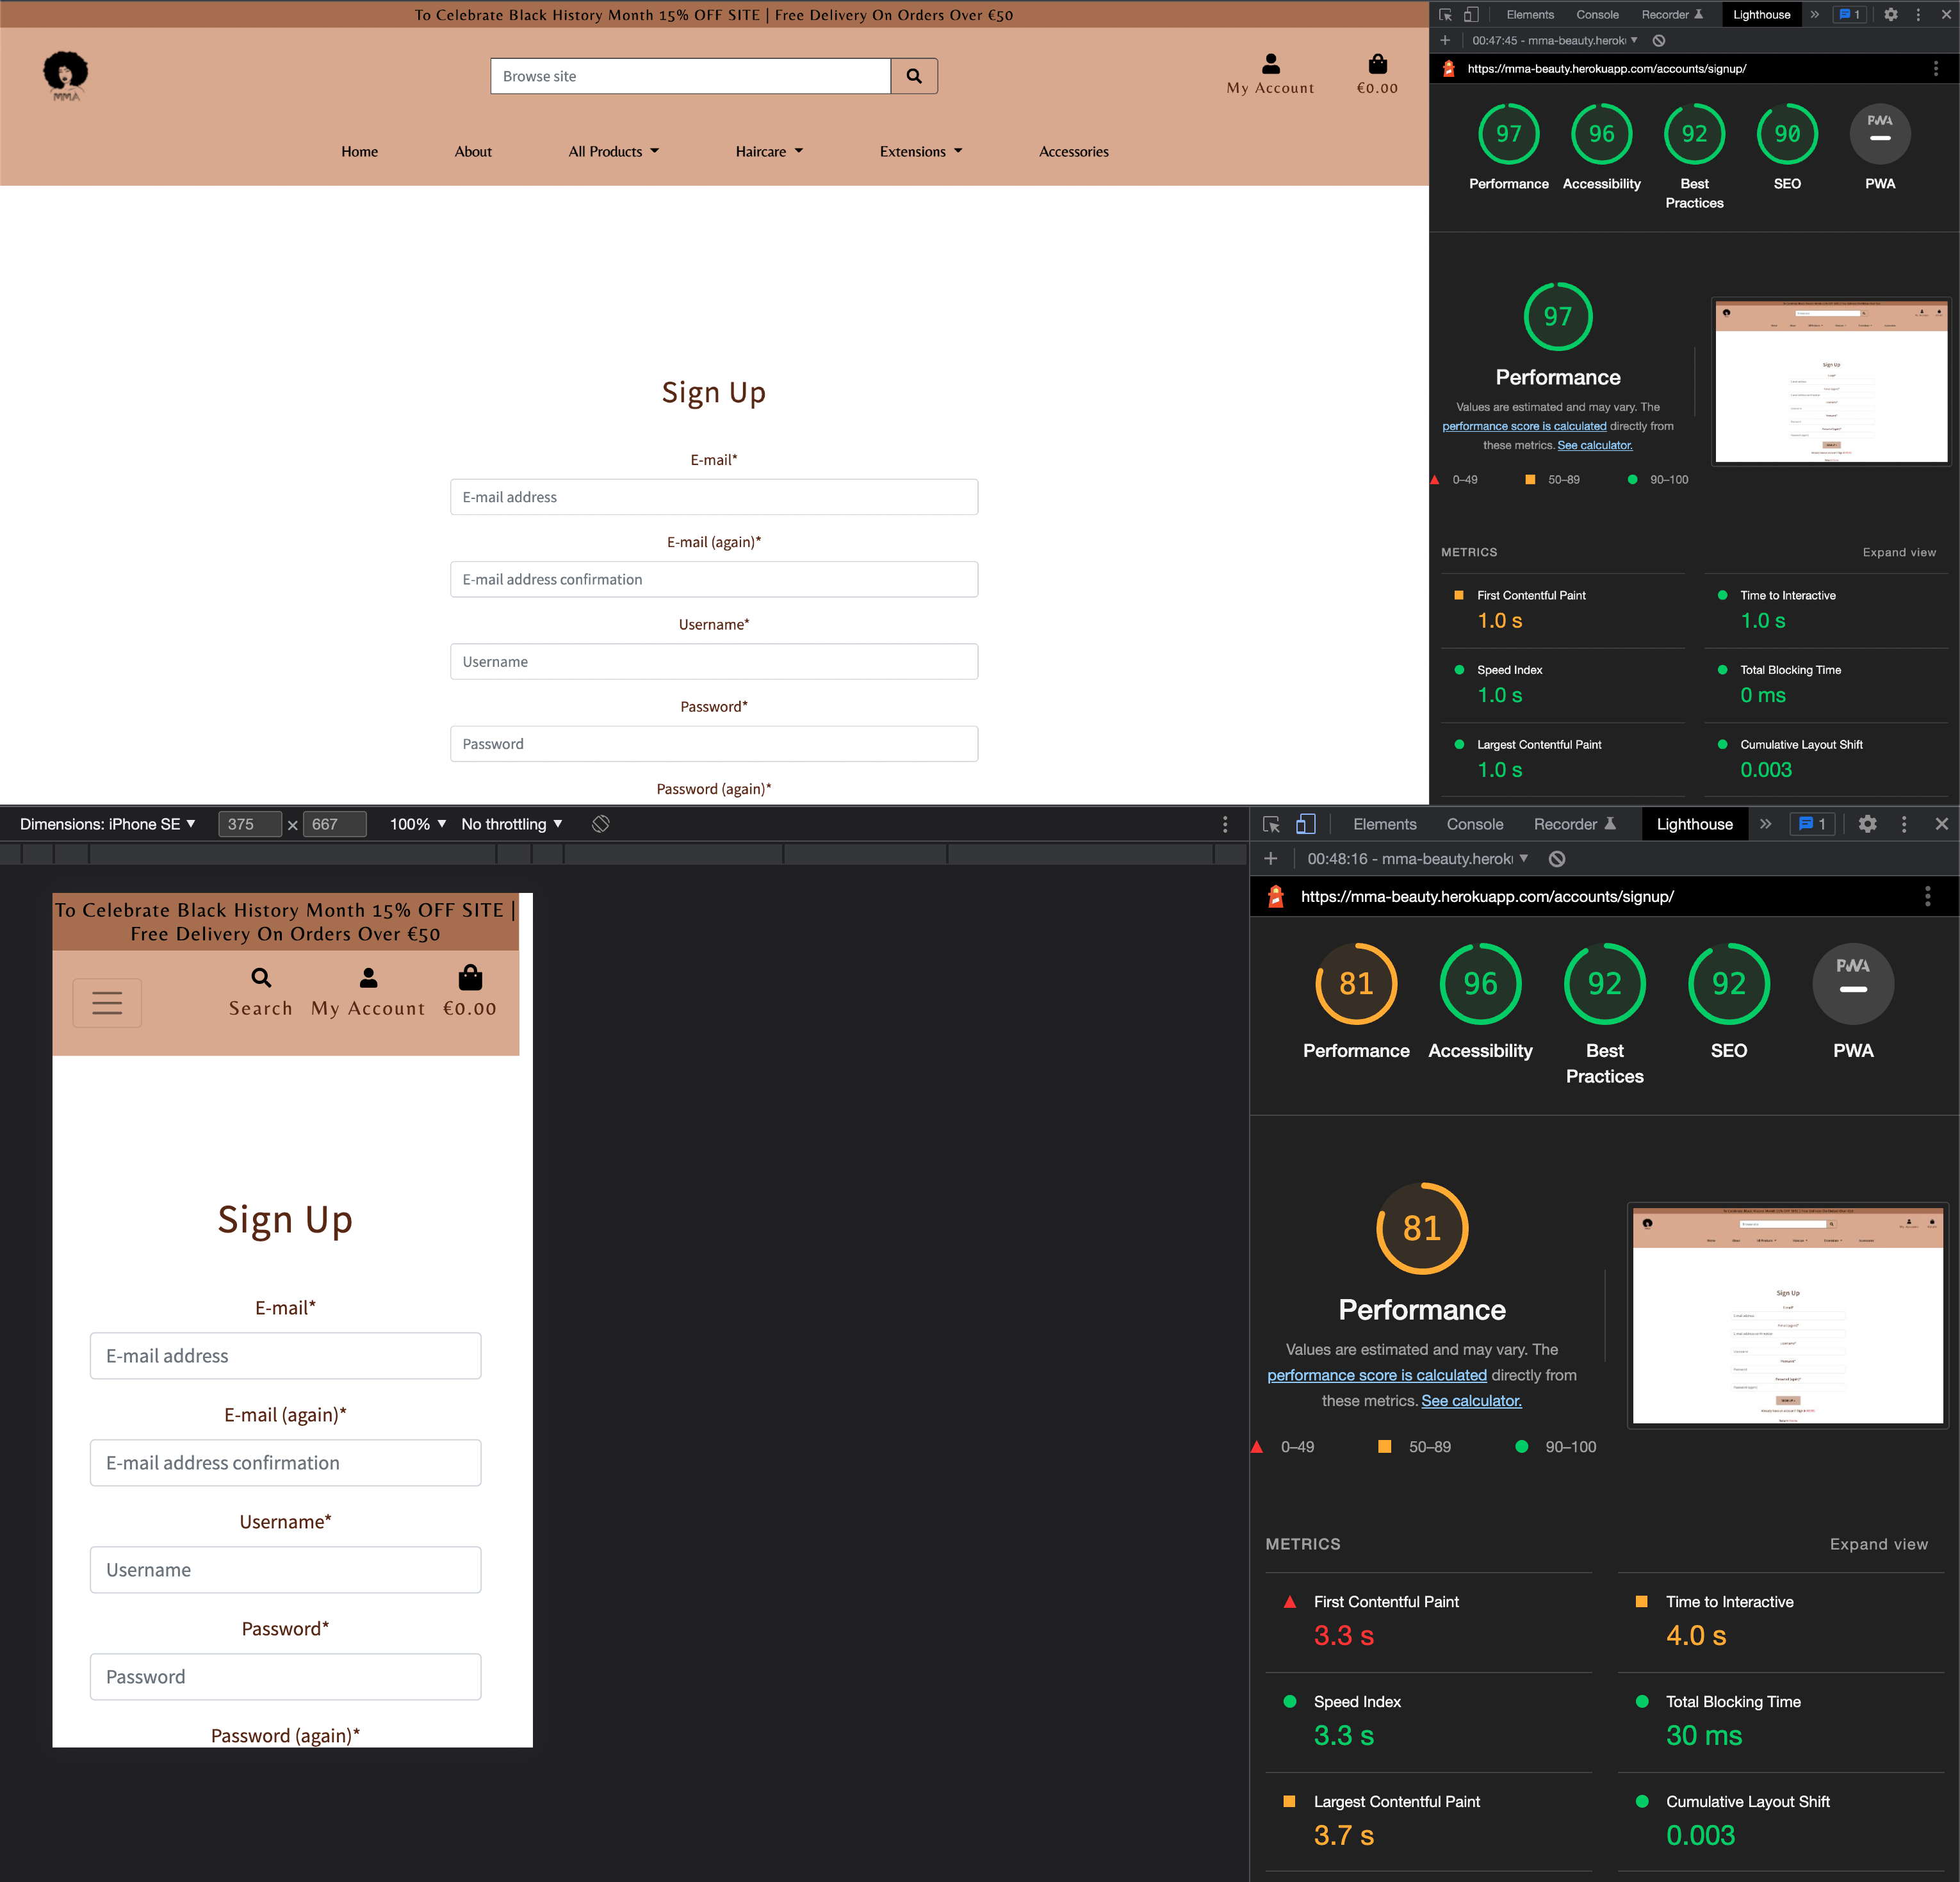 To Celebrate Black History Month 15% OFF SITE | Free Delivery On Orders Over €50
MMA
Browse site
My Account
€0.00
Home
About
All Products
Haircare
Extensions
Accessories
Sign Up
E-mail*
E-mail address
E-mail (again)*
E-mail address confirmation
Username*
Username
Password*
Password
Password (again)*
Elements
Console
Recorder
Lighthouse
1
00:47:45 - mma-beauty.herok
https://mma-beauty.herokuapp.com/accounts/signup/
97
96
92
90
PWA
Performance
Accessibility
Best
Practices
SEO
PWA
97
Performance
Values are estimated and may vary. The
performance score is calculated directly from
these metrics. See calculator.
0–49
50–89
90–100
METRICS
Expand view
First Contentful Paint
1.0 s
Time to Interactive
1.0 s
Speed Index
1.0 s
Total Blocking Time
0 ms
Largest Contentful Paint
1.0 s
Cumulative Layout Shift
0.003
Dimensions: iPhone SE
375 × 667
100%
No throttling
To Celebrate Black History Month 15% OFF SITE |
Free Delivery On Orders Over €50
Search
My Account
€0.00
Sign Up
E-mail*
E-mail address
E-mail (again)*
E-mail address confirmation
Username*
Username
Password*
Password
Password (again)*
Elements
Console
Recorder
Lighthouse
1
00:48:16 - mma-beauty.herok
https://mma-beauty.herokuapp.com/accounts/signup/
81
96
92
92
PWA
Performance
Accessibility
Best
Practices
SEO
PWA
81
Performance
Values are estimated and may vary. The
performance score is calculated directly from
these metrics. See calculator.
0–49
50–89
90–100
Sign Up
METRICS
Expand view
First Contentful Paint
3.3 s
Time to Interactive
4.0 s
Speed Index
3.3 s
Total Blocking Time
30 ms
Largest Contentful Paint
3.7 s
Cumulative Layout Shift
0.003